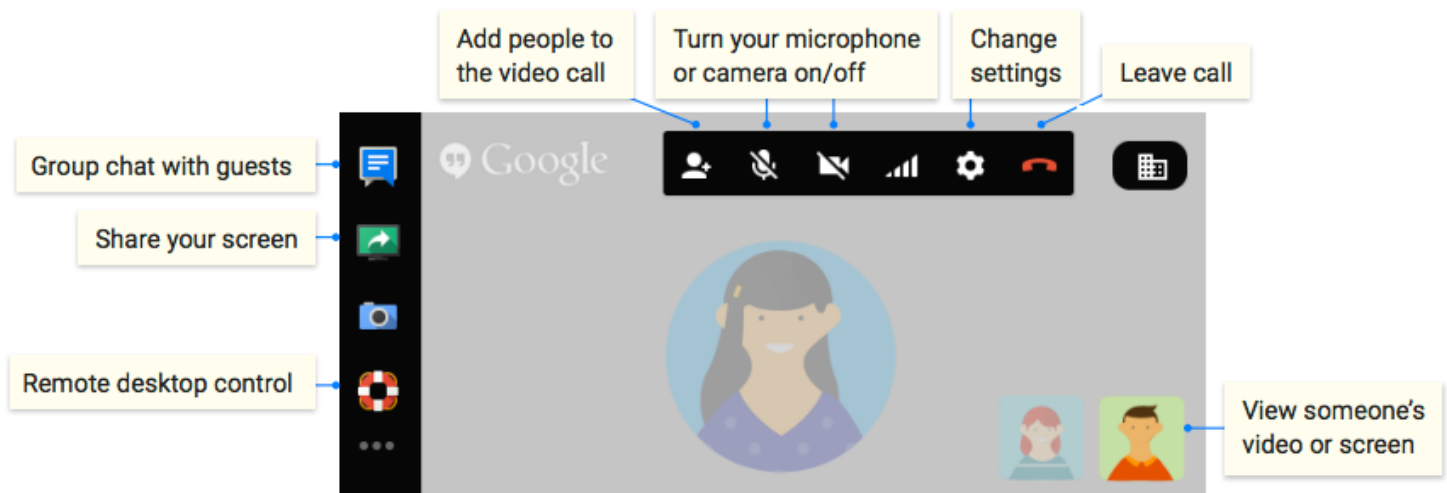 Add people to
the video call
Turn your microphone
or camera on/off
Change
settings
Leave call
Group chat with guests
Google
Share your screen
Remote desktop control
View someone's
video or screen